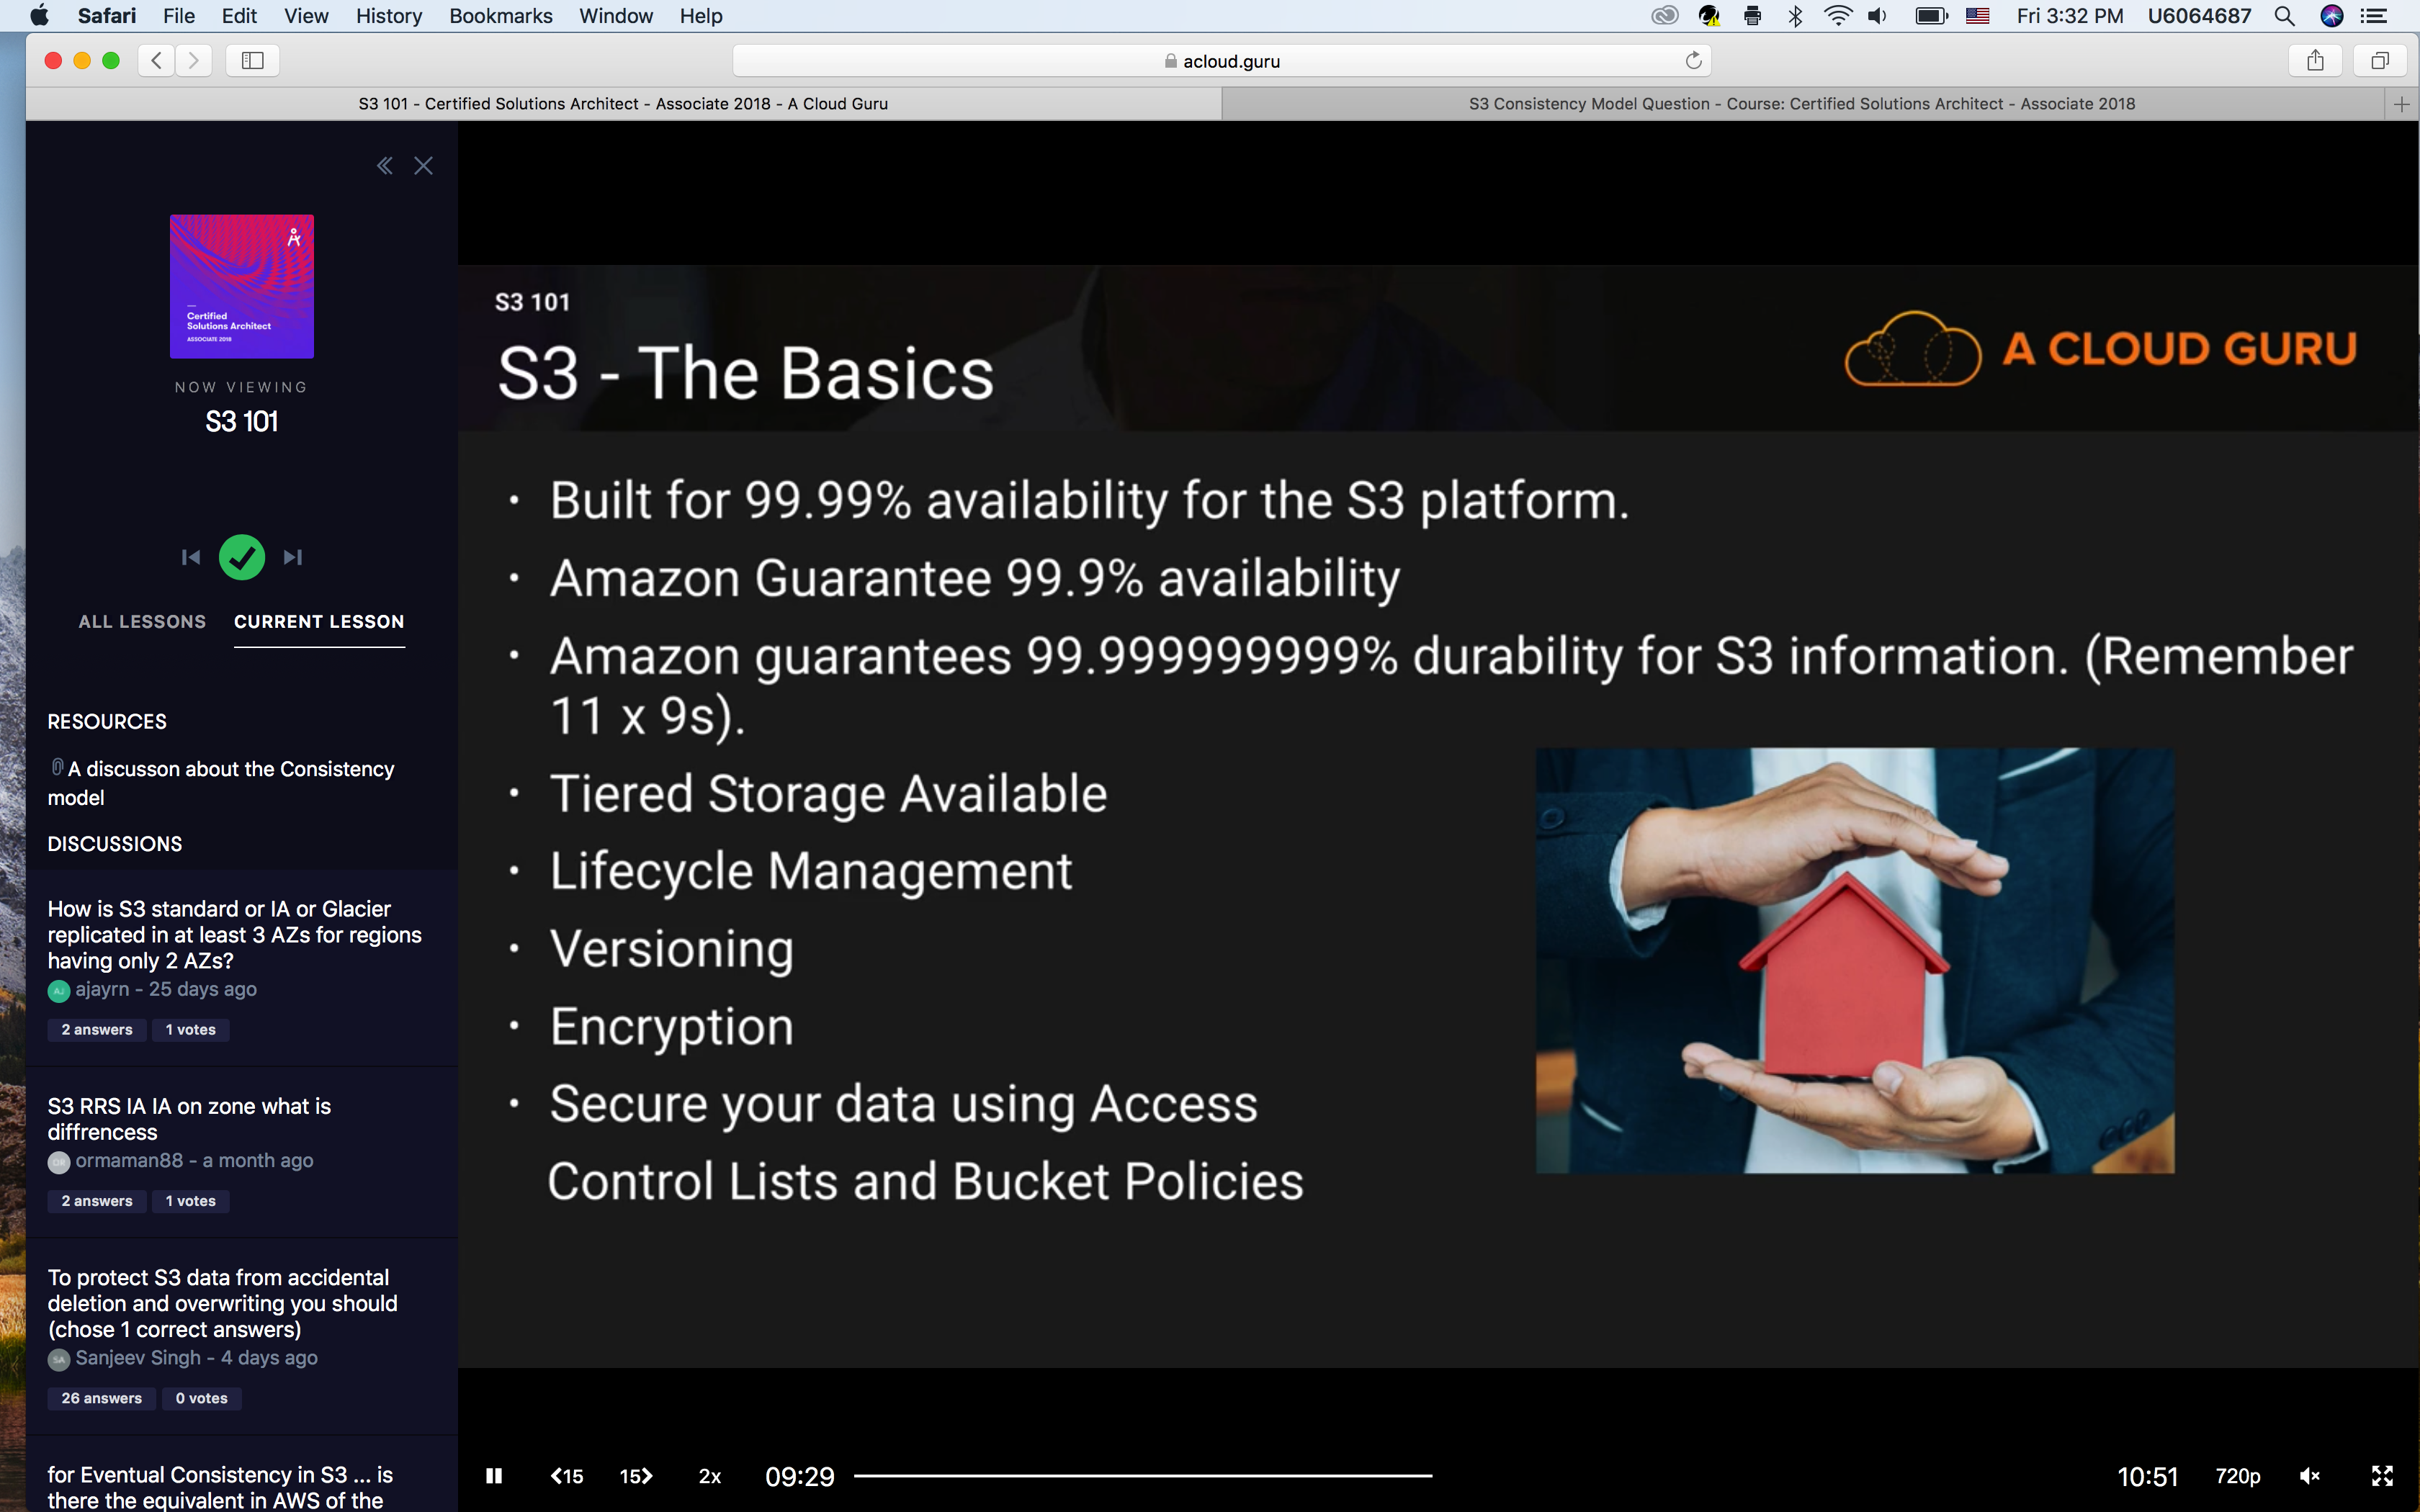 Safari File Edit View History Bookmarks Window Help Fri 3:32 PM U6064687
acloud.guru
S3 101 - Certified Solutions Architect - Associate 2018 - A Cloud Guru
S3 Consistency Model Question - Course: Certified Solutions Architect - Associate 2018
Certified
Solutions Architect
ASSOCIATE 2018
NOW VIEWING
S3 101
ALL LESSONS CURRENT LESSON
RESOURCES
A discusson about the Consistency
model
DISCUSSIONS
How is S3 standard or IA or Glacier
replicated in at least 3 AZs for regions
having only 2 AZs?
AJ ajayrn - 25 days ago
2 answers 1 votes
S3 RRS IA IA on zone what is
diffrencess
OR ormaman88 - a month ago
2 answers 1 votes
To protect S3 data from accidental
deletion and overwriting you should
(chose 1 correct answers)
SA Sanjeev Singh - 4 days ago
26 answers 0 votes
for Eventual Consistency in S3 ... is
there the equivalent in AWS of the
S3 101
S3 - The Basics
A CLOUD GURU
• Built for 99.99% availability for the S3 platform.
• Amazon Guarantee 99.9% availability
• Amazon guarantees 99.999999999% durability for S3 information. (Remember
11 x 9s).
• Tiered Storage Available
• Lifecycle Management
• Versioning
• Encryption
• Secure your data using Access
Control Lists and Bucket Policies
15 15 2x 09:29 10:51 720p